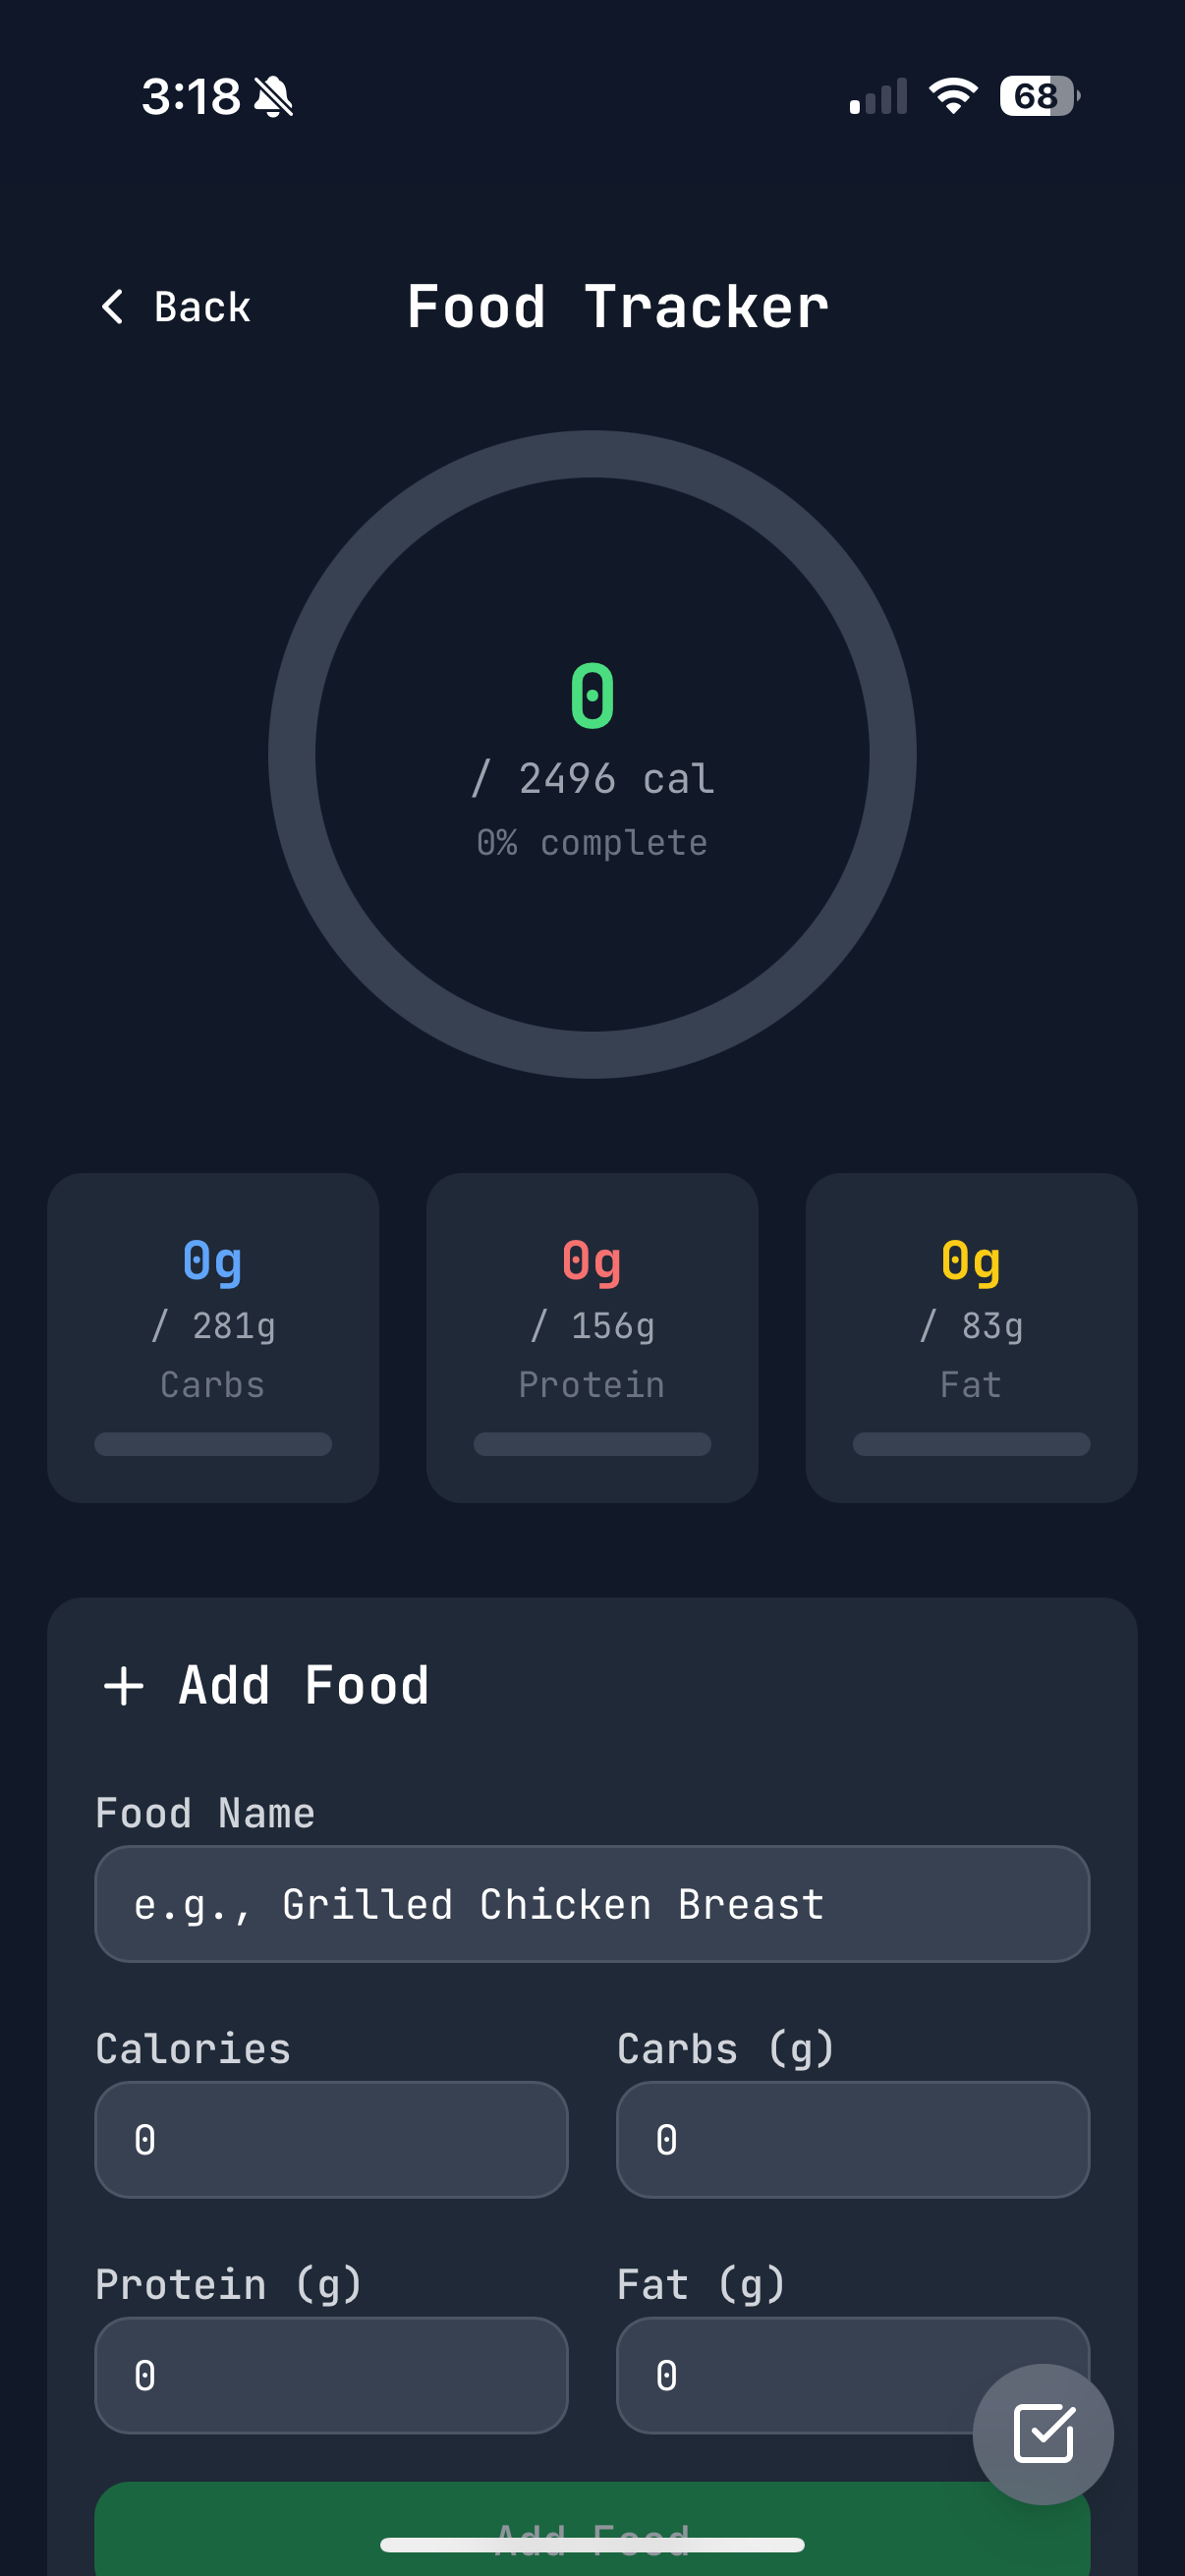 3:18
68
Back
Food Tracker
0
/ 2496 cal
0% complete
0g
/ 281g
Carbs
0g
/ 156g
Protein
0g
/ 83g
Fat
+ Add Food
Food Name
e.g., Grilled Chicken Breast
Calories
Carbs (g)
0
0
Protein (g)
Fat (g)
0
0
Add Food